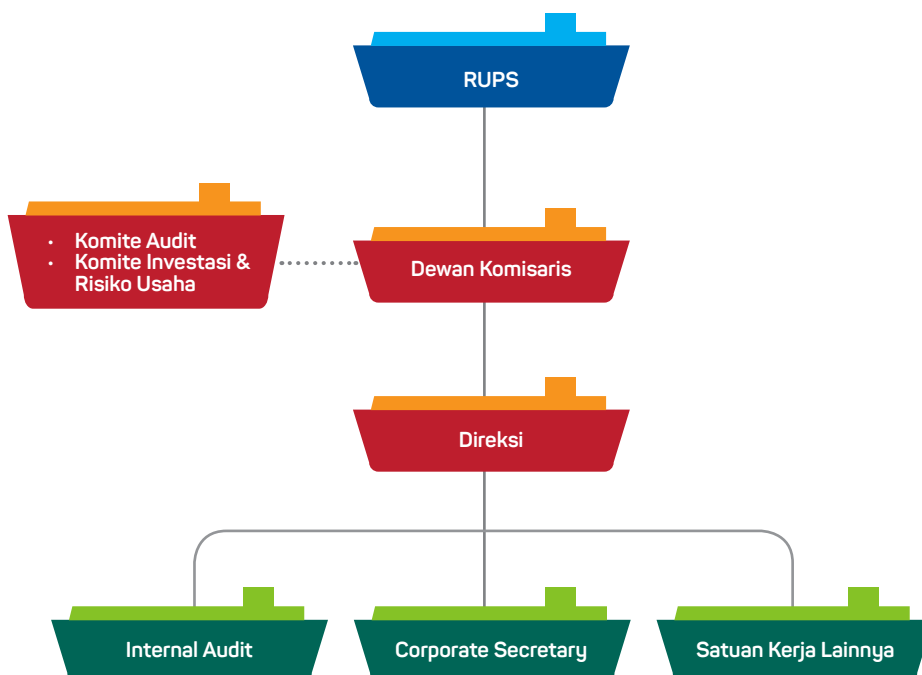 RUPS
• Komite Audit
• Komite Investasi &
Risiko Usaha
Dewan Komisaris
Direksi
Internal Audit
Corporate Secretary
Satuan Kerja Lainnya